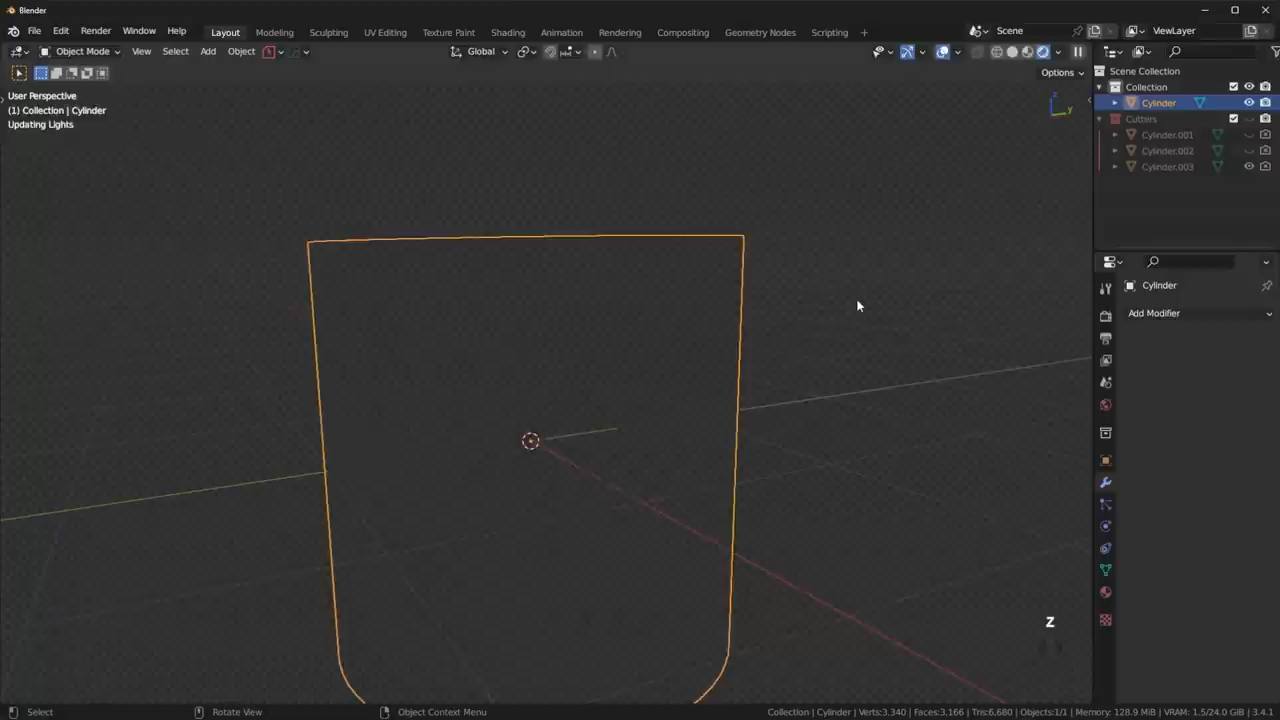 Blender
File Edit Render Window Help Layout Modeling Sculpting UV Editing Texture Paint Shading Animation Rendering Compositing Geometry Nodes Scripting + Scene ViewLayer
Object Mode View Select Add Object Global
Options
User Perspective
(1) Collection | Cylinder
Updating Lights
Z
Y
Scene Collection
Collection
Cylinder
Cutters
Cylinder.001
Cylinder.002
Cylinder.003
Cylinder
Add Modifier
Z
Select Rotate View Object Context Menu Collection | Cylinder | Verts:3,340 | Faces:3,166 | Tris:6,680 | Objects:1/1 | Memory: 128.9 MiB | VRAM: 1.5/24.0 GiB | 3.4.1